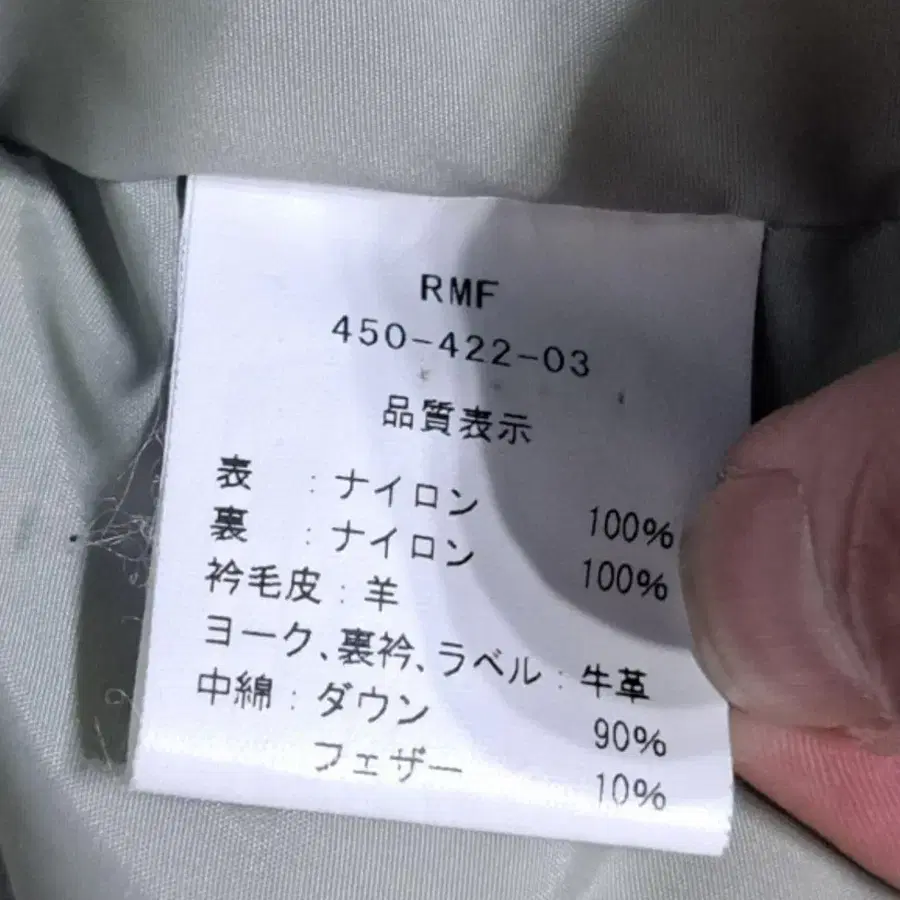 RMF
450-422-03
品質表示
表 : ナイロン 100%
裏 : ナイロン 100%
衿毛皮 : 羊
ヨーク、裏衿、ラベル : 牛革
中綿 : ダウン 90%
フェザー 10%